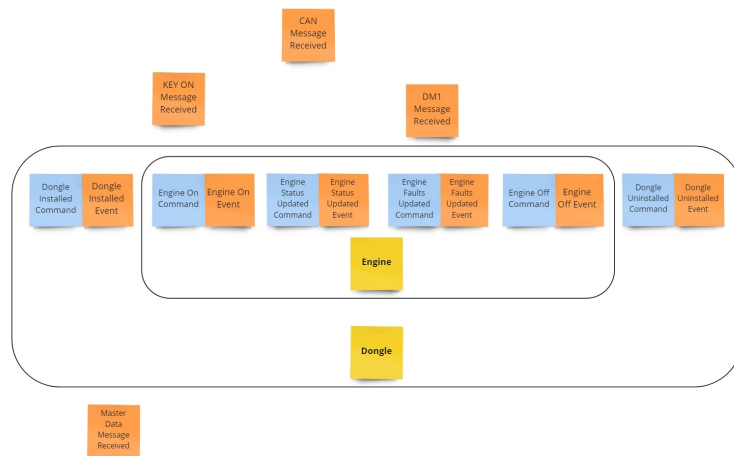 CAN
Message
Received
KEY ON
Message
Received
DM1
Message
Received
Dongle
Installed
Command
Dongle
Installed
Event
Engine On
Command
Engine On
Event
Engine
Status
Updated
Command
Engine
Status
Updated
Event
Engine
Faults
Updated
Command
Engine
Faults
Updated
Event
Engine Off
Command
Engine
Off Event
Dongle
Uninstalled
Command
Dongle
Uninstalled
Event
Engine
Dongle
Master
Data
Message
Received